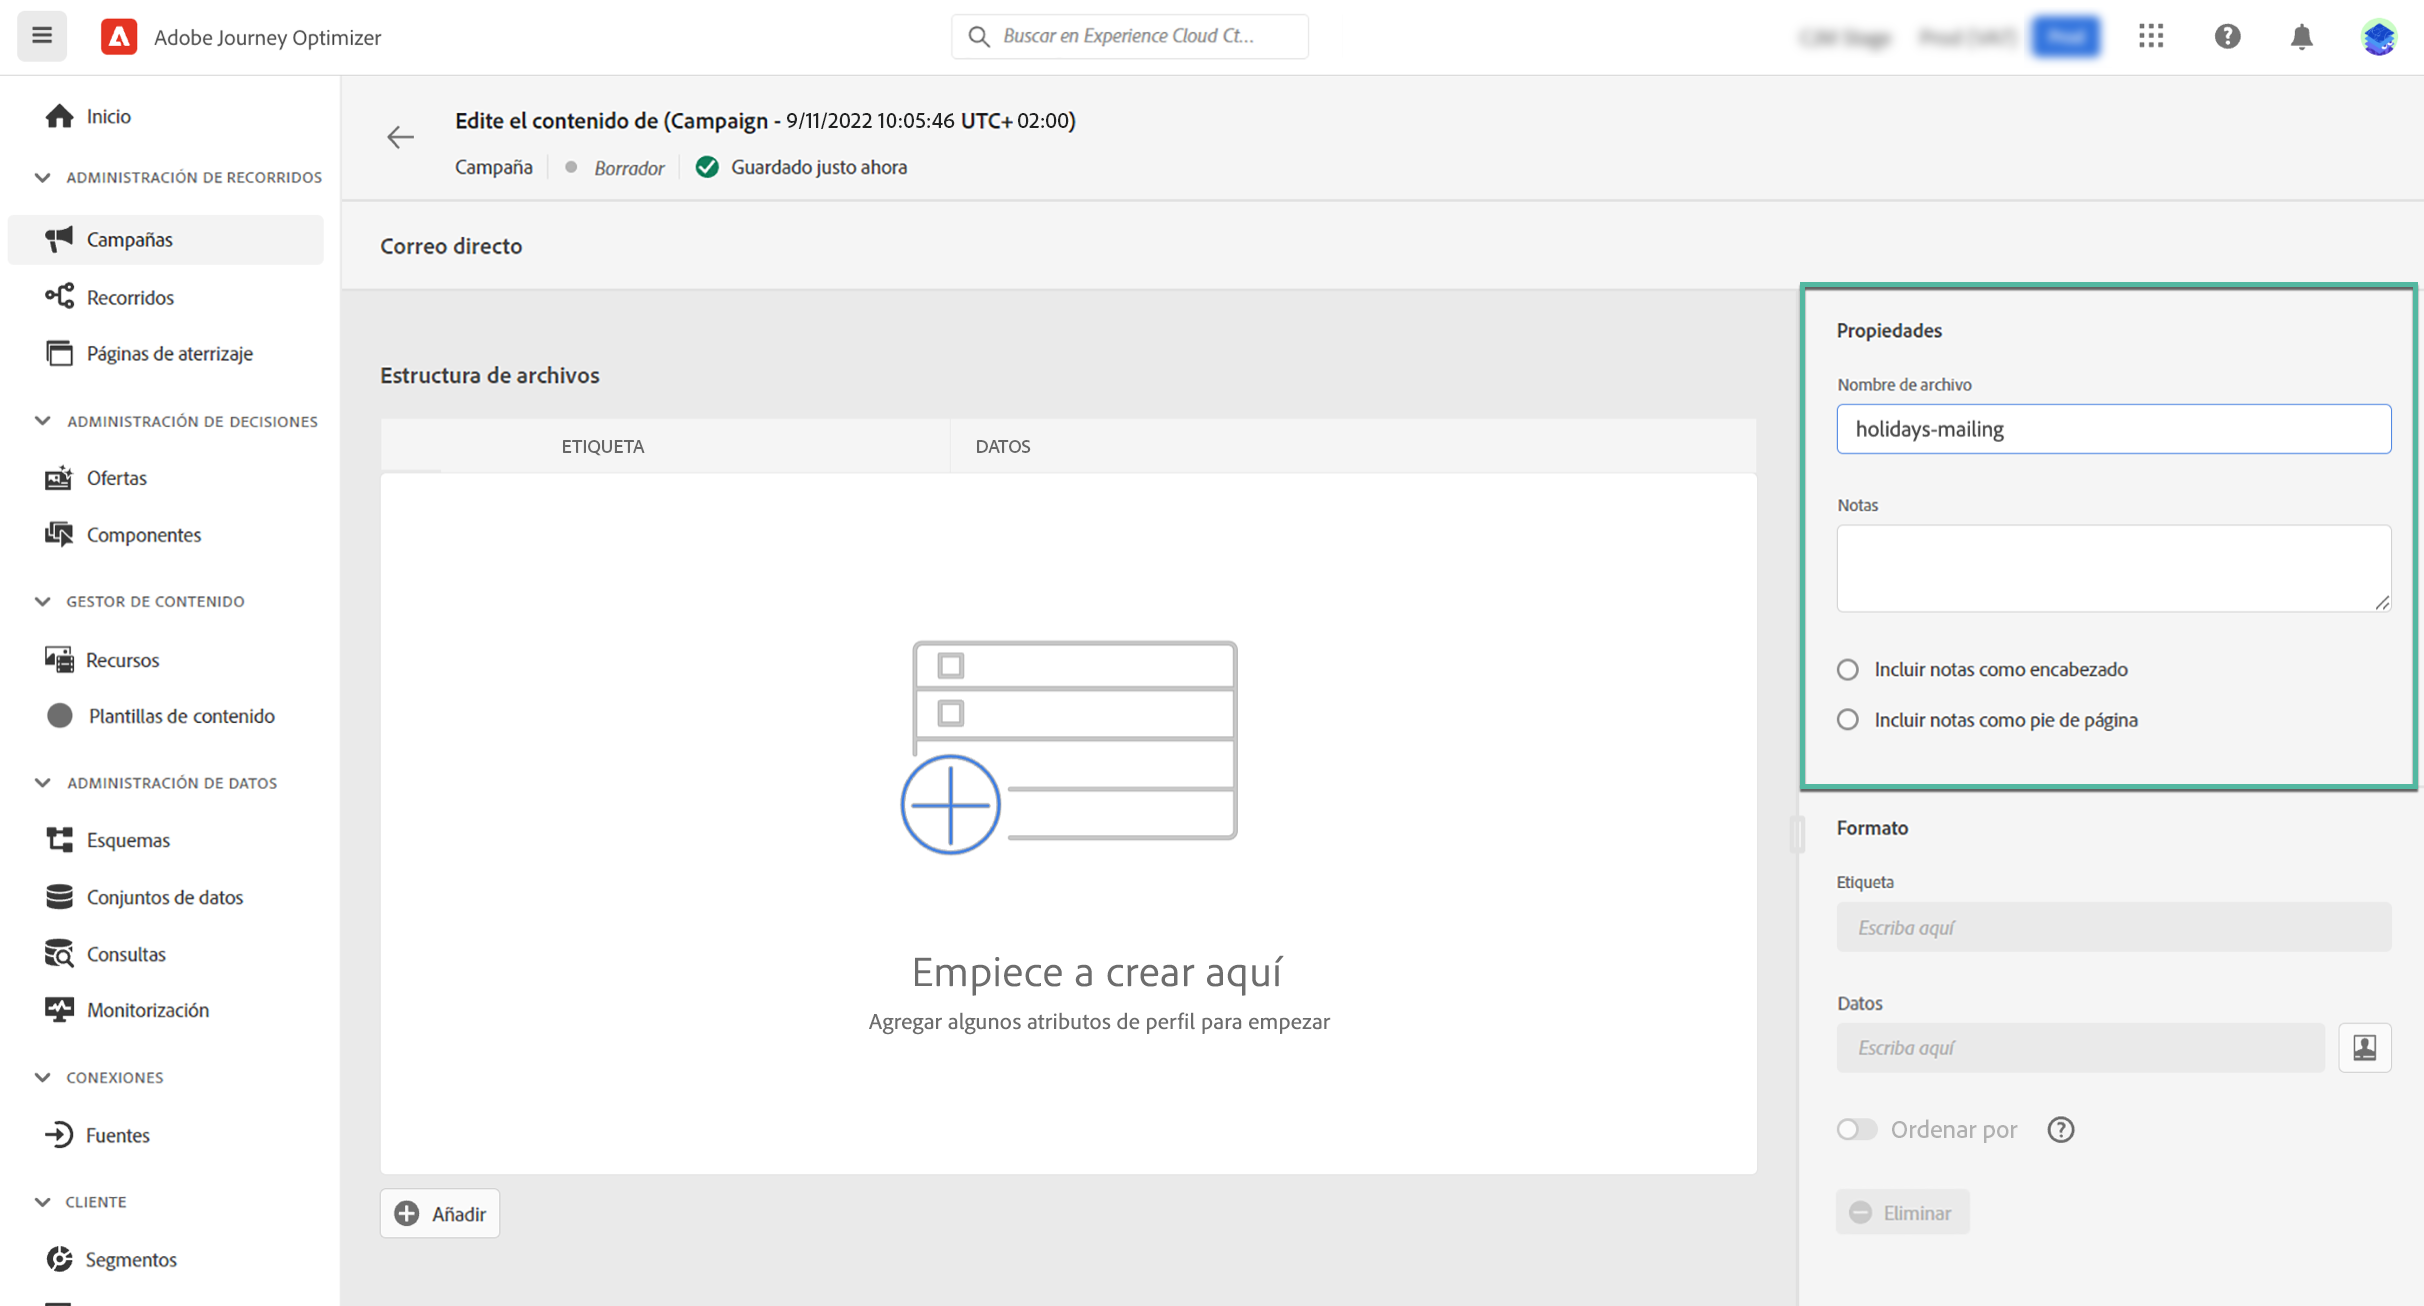 Adobe Journey Optimizer
Buscar en Experience Cloud Ct...
Inicio
ADMINISTRACIÓN DE RECORRIDOS
Campañas
Recorridos
Páginas de aterrizaje
ADMINISTRACIÓN DE DECISIONES
Ofertas
Componentes
GESTOR DE CONTENIDO
Recursos
Plantillas de contenido
ADMINISTRACIÓN DE DATOS
Esquemas
Conjuntos de datos
Consultas
Monitorización
CONEXIONES
Fuentes
CLIENTE
Segmentos
Edite el contenido de (Campaign - 9/11/2022 10:05:46 UTC+ 02:00)
Campaña
Borrador
Guardado justo ahora
Correo directo
Estructura de archivos
ETIQUETA
DATOS
Empiece a crear aquí
Agregar algunos atributos de perfil para empezar
Añadir
Propiedades
Nombre de archivo
holidays-mailing
Notas
Incluir notas como encabezado
Incluir notas como pie de página
Formato
Etiqueta
Escriba aquí
Datos
Escriba aquí
Ordenar por
Eliminar